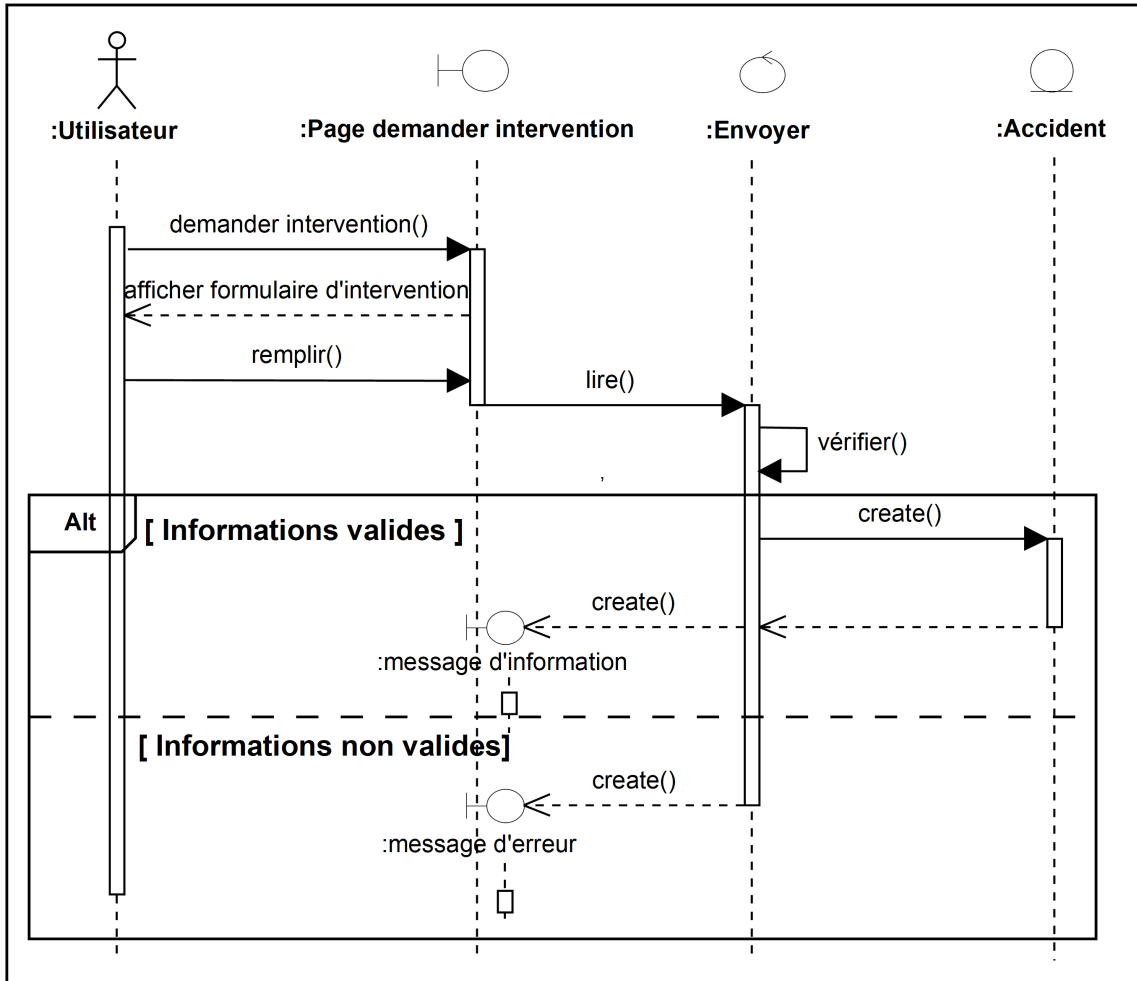 :Utilisateur
:Page demander intervention
:Envoyer
:Accident
demander intervention()
afficher formulaire d'intervention
remplir()
lire()
vérifier()
,
Alt
[ Informations valides ]
create()
create()
:message d'information
[ Informations non valides]
create()
:message d'erreur